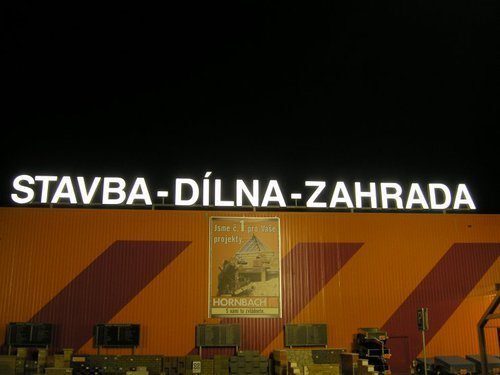 STAVBA - DÍLNA - ZAHRADA
Jsme č. 1 pro Vaše
projekty.
HORNBACH
S námi to zvládnete.